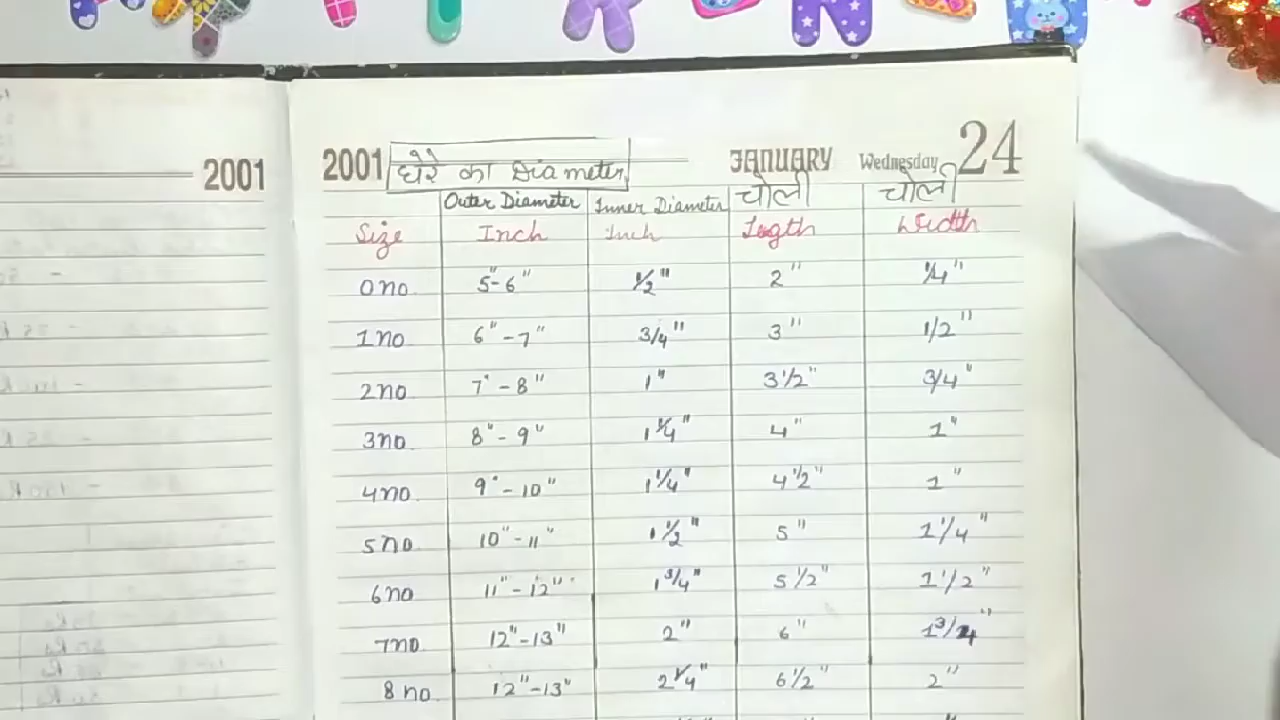 2001
2001 घेरे का Diameter JANUARY Wednesday 24
Outer Diameter Inner Diameter चोली चोली
Size Inch Inch Legth Width
0 no 5"-6" 1/2" 2" 1/4"
1 no 6"-7" 3/4" 3" 1/2"
2 no 7"-8" 1" 3 1/2" 3/4"
3 no 8"-9" 1 1/4" 4" 1"
4 no 9"-10" 1 1/4" 4 1/2" 1"
5 no 10"-11" 1 1/2" 5" 1 1/4"
6 no 11"-12" 1 3/4" 5 1/2" 1 1/2"
7 no 12"-13" 2" 6" 1 3/4"
8 no 12"-13" 2 1/4" 6 1/2" 2"